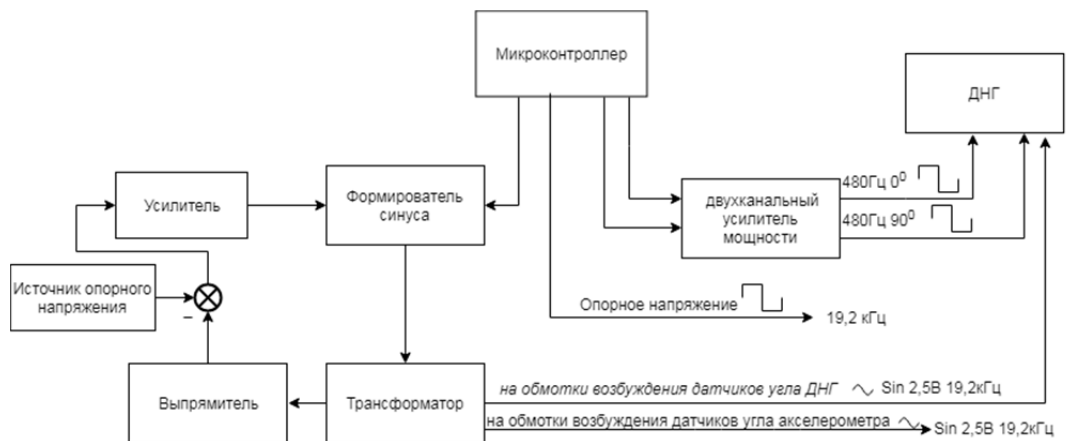 Микроконтроллер
ДНГ
Усилитель
Формирователь
синуса
двухканальный
усилитель
мощности
480Гц 0⁰
480Гц 90⁰
Источник опорного
напряжения
–
Опорное напряжение
19,2 кГц
Выпрямитель
Трансформатор
на обмотки возбуждения датчиков угла ДНГ
Sin 2,5В 19,2кГц
на обмотки возбуждения датчиков угла акселерометра
Sin 2,5В 19,2кГц